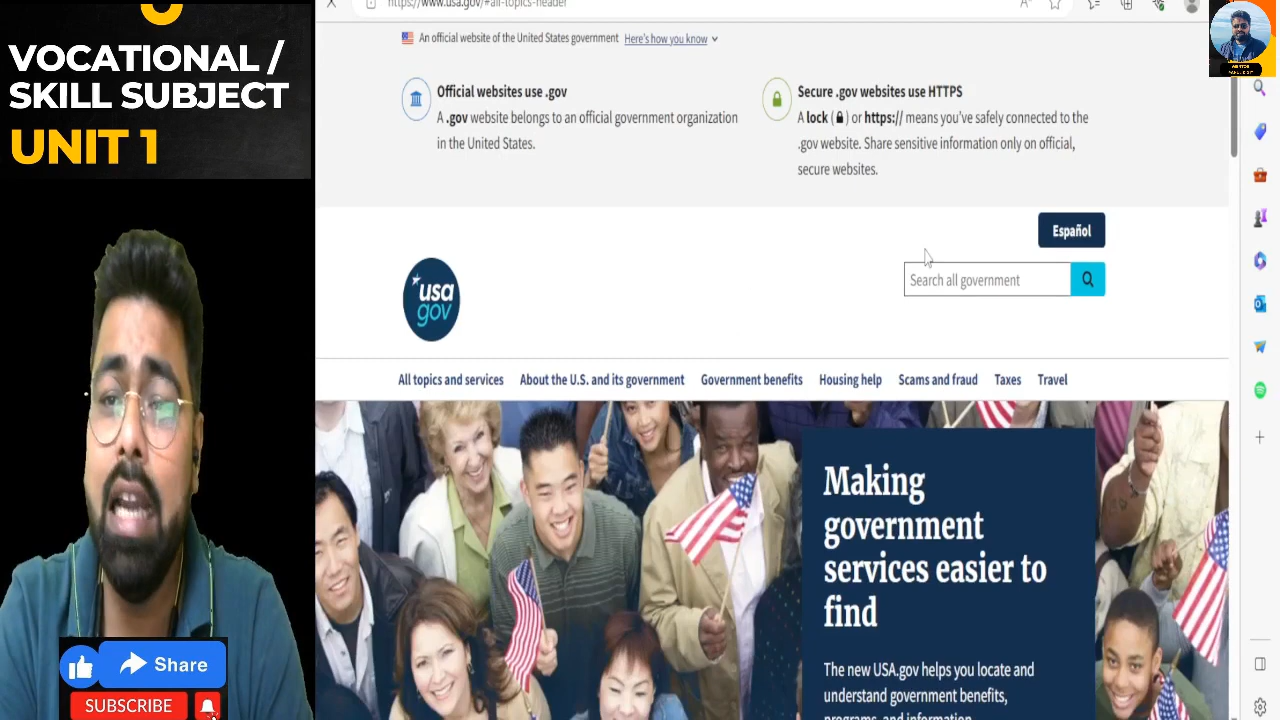 VOCATIONAL /
SKILL SUBJECT
UNIT 1
https://www.usa.gov/#all-topics-header
An official website of the United States government Here's how you know
Official websites use .gov
A .gov website belongs to an official government organization
in the United States.
Secure .gov websites use HTTPS
A lock ( ) or https:// means you've safely connected to the
.gov website. Share sensitive information only on official,
secure websites.
Español
Search all government
usa
gov
All topics and services About the U.S. and its government Government benefits Housing help Scams and fraud Taxes Travel
Making
government
services easier to
find
The new USA.gov helps you locate and
understand government benefits,
programs, and information
Share
SUBSCRIBE